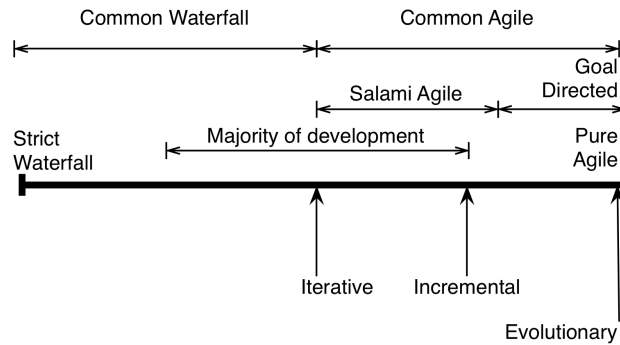 Common Waterfall
Common Agile
Goal
Directed
Salami Agile
Strict
Waterfall
Majority of development
Pure
Agile
Iterative
Incremental
Evolutionary